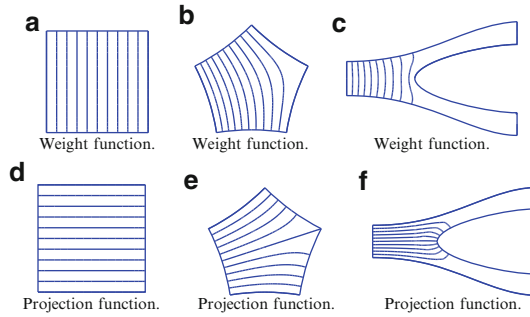 a
b
c
Weight function.
Weight function.
Weight function.
d
e
f
Projection function.
Projection function.
Projection function.